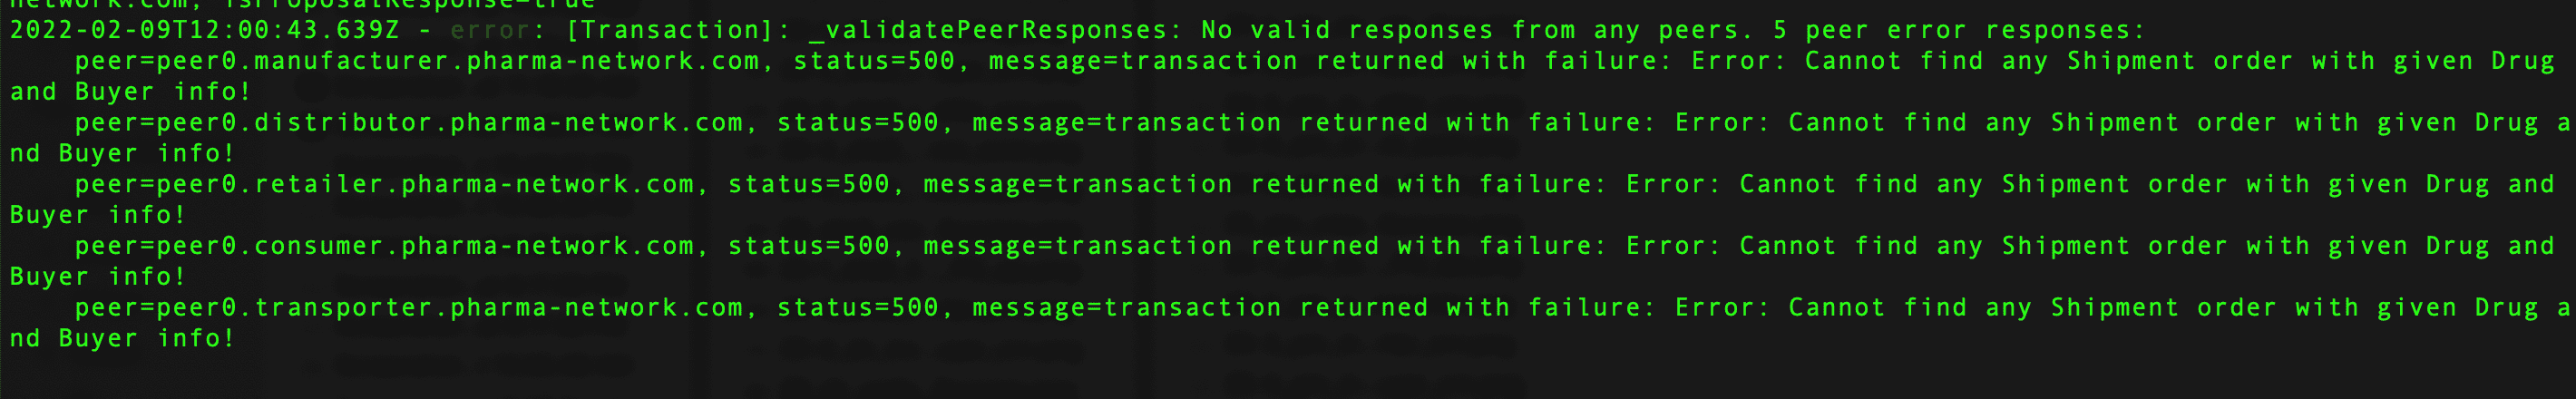 network.com, isProposalResponse=true
2022-02-09T12:00:43.639Z - error: [Transaction]: _validatePeerResponses: No valid responses from any peers. 5 peer error responses:
    peer=peer0.manufacturer.pharma-network.com, status=500, message=transaction returned with failure: Error: Cannot find any Shipment order with given Drug
and Buyer info!
    peer=peer0.distributor.pharma-network.com, status=500, message=transaction returned with failure: Error: Cannot find any Shipment order with given Drug a
nd Buyer info!
    peer=peer0.retailer.pharma-network.com, status=500, message=transaction returned with failure: Error: Cannot find any Shipment order with given Drug and
Buyer info!
    peer=peer0.consumer.pharma-network.com, status=500, message=transaction returned with failure: Error: Cannot find any Shipment order with given Drug and
Buyer info!
    peer=peer0.transporter.pharma-network.com, status=500, message=transaction returned with failure: Error: Cannot find any Shipment order with given Drug a
nd Buyer info!